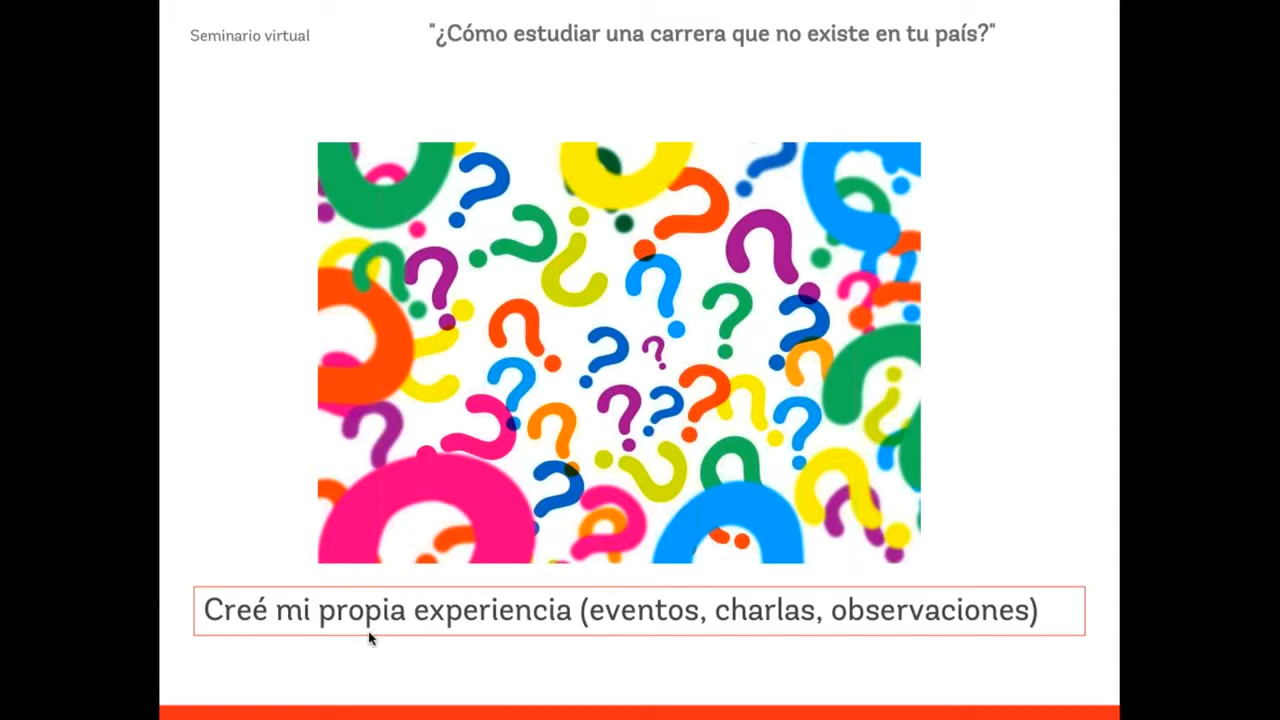 Seminario virtual
"¿Cómo estudiar una carrera que no existe en tu país?"
Creé mi propia experiencia (eventos, charlas, observaciones)